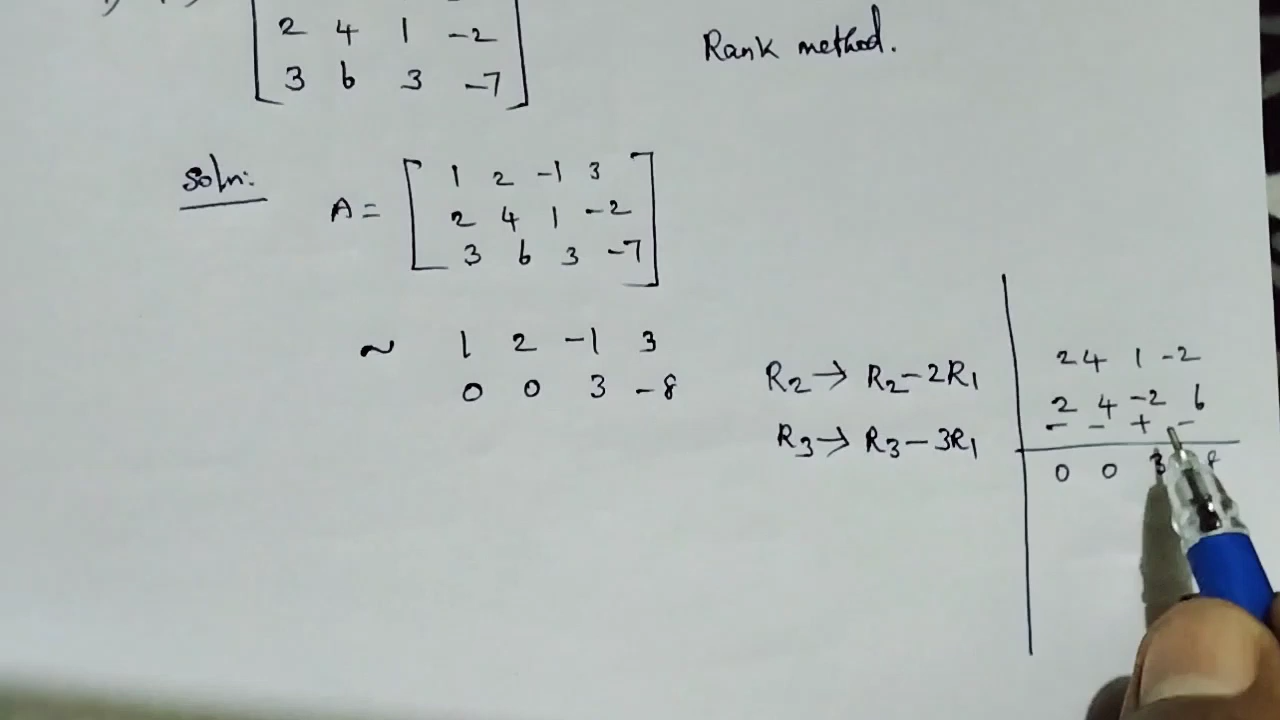 2 4 1 -2
3 6 3 -7
Rank method.
Soln:
A =
1 2 -1 3
2 4 1 -2
3 6 3 -7
~ 1 2 -1 3
0 0 3 -8
R2 → R2 - 2R1
R3 → R3 - 3R1
2 4 1 -2
2 4 -2 6
- - + -
0 0 3